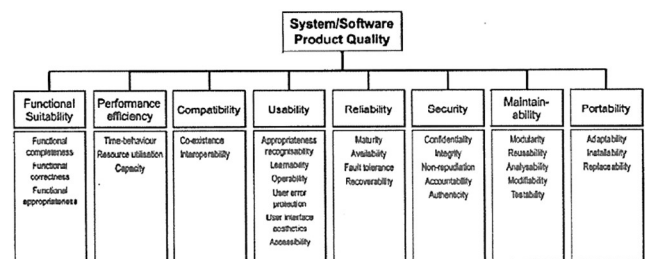 System/Software
Product Quality
Functional
Suitability
Performance
efficiency
Compatibility
Usability
Reliability
Security
Maintain-
ability
Portability
Functional
completeness
Functional
correctness
Functional
appropriateness
Time-behaviour
Resource utilisation
Capacity
Co-existence
Interoperability
Appropriateness
recognisability
Learnability
Operability
User error
protection
User interface
aesthetics
Accessibility
Maturity
Availability
Fault tolerance
Recoverability
Confidentiality
Integrity
Non-repudiation
Accountability
Authenticity
Modularity
Reusability
Analysability
Modifiability
Testability
Adaptability
Installability
Replaceability